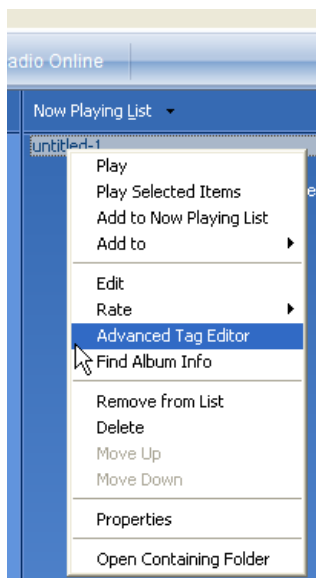 adio Online
Now Playing List
untitled-1
Play
Play Selected Items
Add to Now Playing List
Add to
Edit
Rate
Advanced Tag Editor
Find Album Info
Remove from List
Delete
Move Up
Move Down
Properties
Open Containing Folder